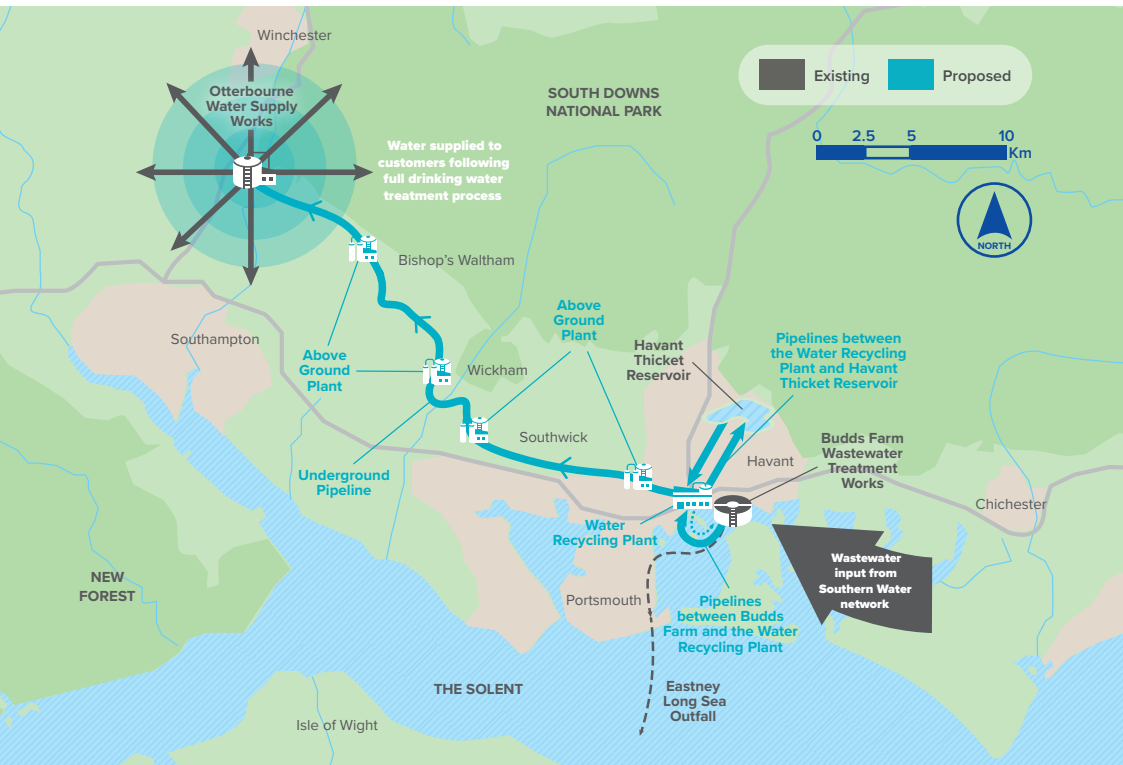 Winchester
Otterbourne
Water Supply
Works
SOUTH DOWNS
NATIONAL PARK
Existing
Proposed
0 2.5 5 10
Km
NORTH
Water supplied to
customers following
full drinking water
treatment process
Bishop's Waltham
Southampton
Above
Ground
Plant
Wickham
Above
Ground
Plant
Havant
Thicket
Reservoir
Pipelines between
the Water Recycling
Plant and Havant
Thicket Reservoir
Southwick
Havant
Budds Farm
Wastewater
Treatment
Works
Chichester
Underground
Pipeline
Water
Recycling Plant
Wastewater
input from
Southern Water
network
NEW
FOREST
Portsmouth
Pipelines
between Budds
Farm and the Water
Recycling Plant
THE SOLENT
Eastney
Long Sea
Outfall
Isle of Wight